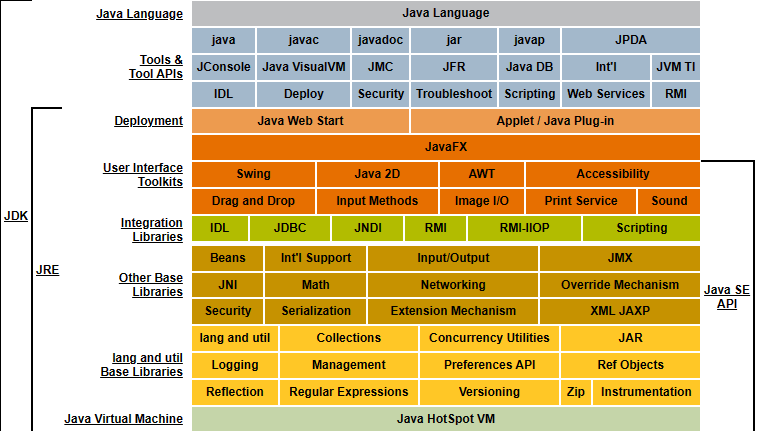 Java Language Java Language
java javac javadoc jar javap JPDA
Tools &
Tool APIs
JConsole Java VisualVM JMC JFR Java DB Int'l JVM TI
IDL Deploy Security Troubleshoot Scripting Web Services RMI
Deployment Java Web Start Applet / Java Plug-in
JavaFX
User Interface
Toolkits
Swing Java 2D AWT Accessibility
Drag and Drop Input Methods Image I/O Print Service Sound
JDK
Integration
Libraries
IDL JDBC JNDI RMI RMI-IIOP Scripting
JRE
Other Base
Libraries
Beans Int'l Support Input/Output JMX
JNI Math Networking Override Mechanism
Security Serialization Extension Mechanism XML JAXP
Java SE
API
lang and util
Base Libraries
lang and util Collections Concurrency Utilities JAR
Logging Management Preferences API Ref Objects
Reflection Regular Expressions Versioning Zip Instrumentation
Java Virtual Machine Java HotSpot VM